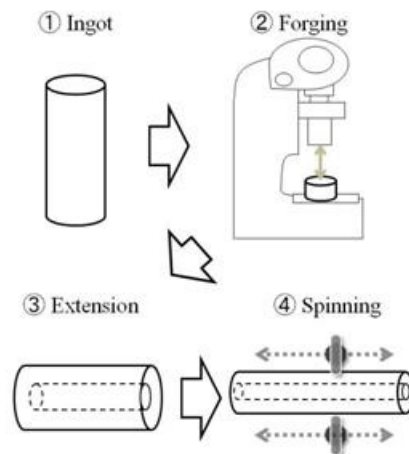 ① Ingot
② Forging
③ Extension
④ Spinning